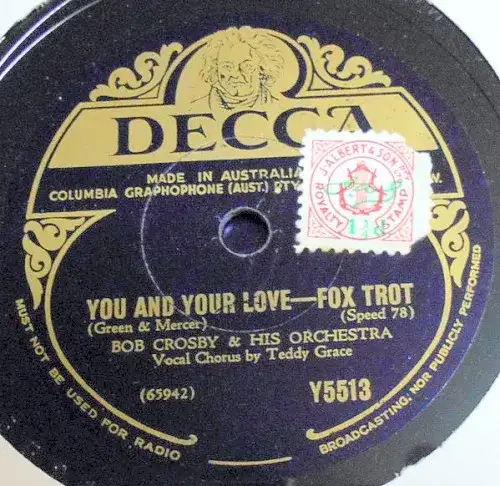 DECCA
MADE IN AUSTRALIA
COLUMBIA GRAPHOPHONE (AUST.) PTY
J. ALBERT & SON
ROYALTY STAMP
YOU AND YOUR LOVE—FOX TROT
(Green & Mercer) (Speed 78)
BOB CROSBY & HIS ORCHESTRA
Vocal Chorus by Teddy Grace
(65942) Y5513
MUST NOT BE USED FOR RADIO BROADCASTING, NOR PUBLICLY PERFORMED